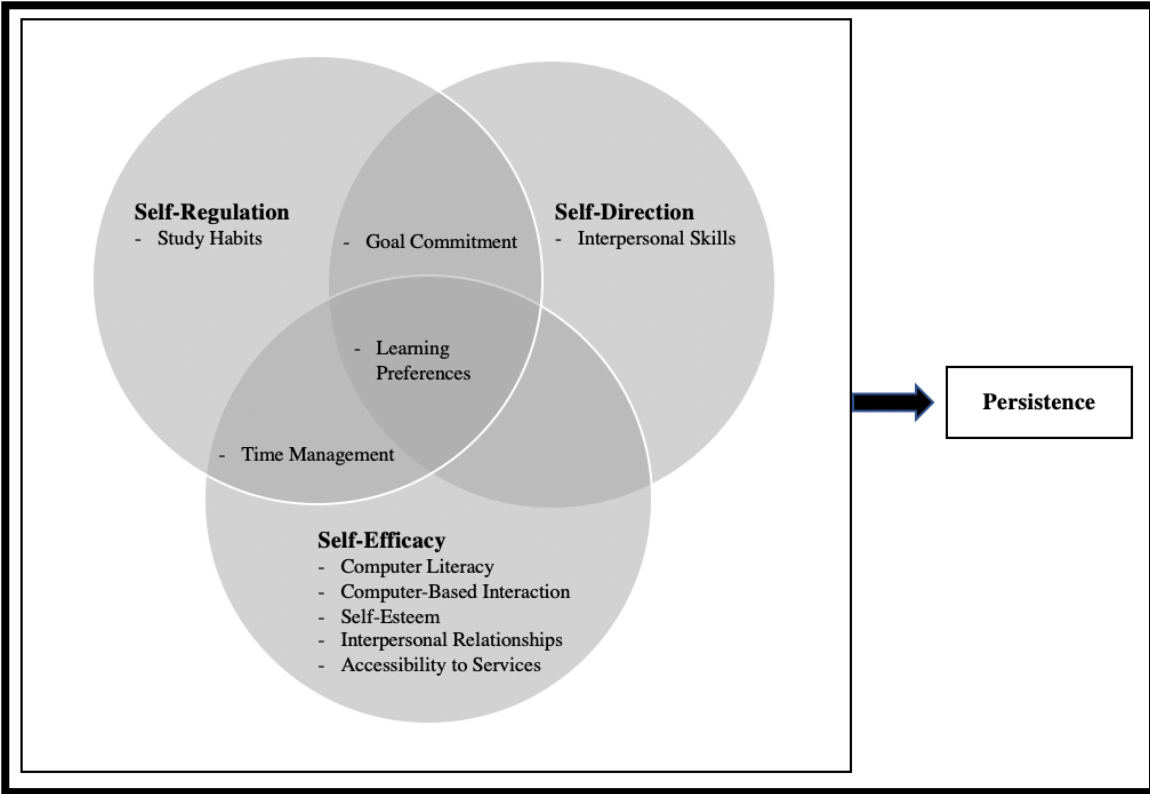 Self-Regulation
- Study Habits
- Goal Commitment
Self-Direction
- Interpersonal Skills
- Learning
Preferences
- Time Management
Self-Efficacy
- Computer Literacy
- Computer-Based Interaction
- Self-Esteem
- Interpersonal Relationships
- Accessibility to Services
Persistence